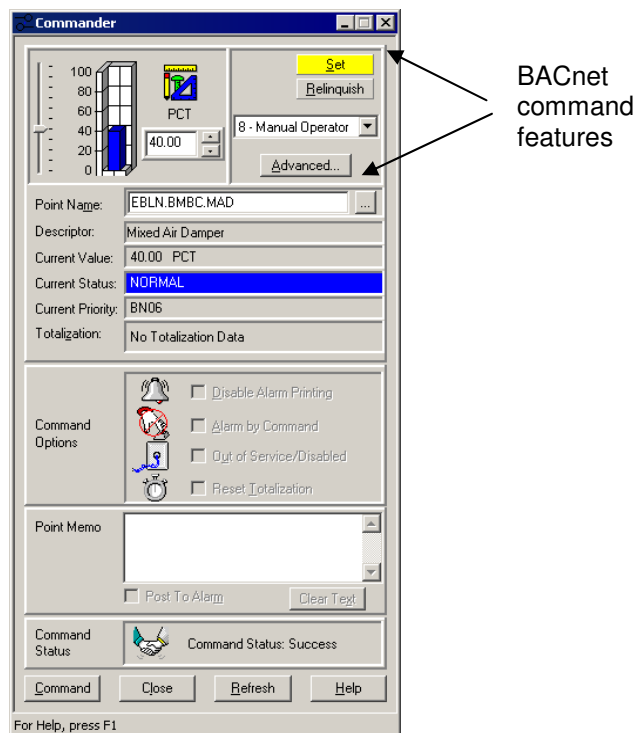 Commander
100
80
60
40
20
0
PCT
40.00
Set
Relinquish
8 - Manual Operator
Advanced...
BACnet
command
features
Point Name:
EBLN.BMBC.MAD
...
Descriptor:
Mixed Air Damper
Current Value:
40.00 PCT
Current Status:
NORMAL
Current Priority:
BN06
Totalization:
No Totalization Data
Command
Options
Disable Alarm Printing
Alarm by Command
Out of Service/Disabled
Reset Totalization
Point Memo
Post To Alarm
Clear Text
Command
Status
Command Status: Success
Command
Close
Refresh
Help
For Help, press F1